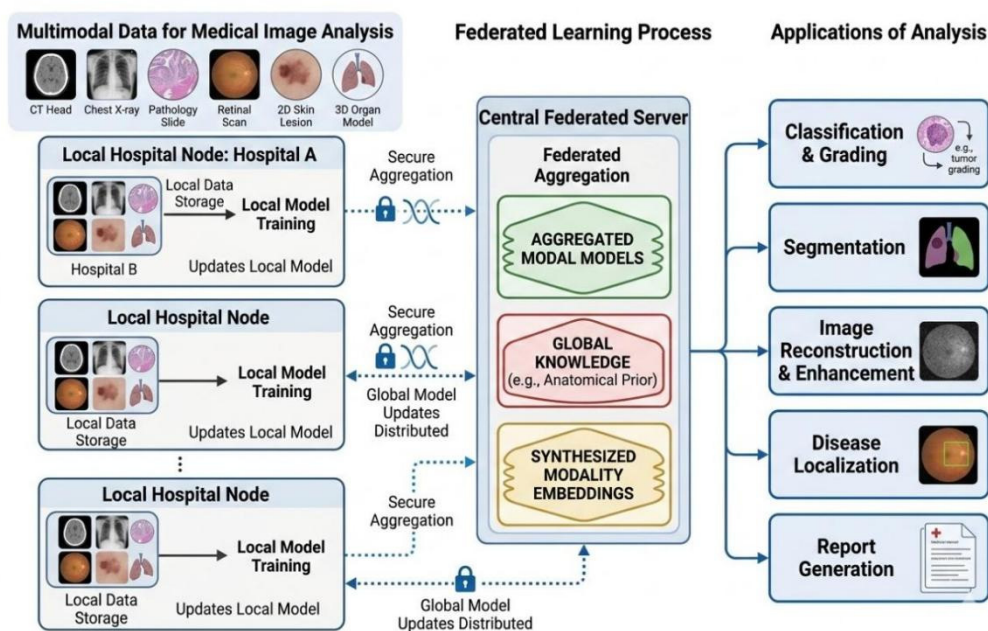 Multimodal Data for Medical Image Analysis
CT Head
Chest X-ray
Pathology
Slide
Retinal
Scan
2D Skin
Lesion
3D Organ
Model
Local Hospital Node: Hospital A
Local Data
Storage
Local Model
Training
Hospital B
Updates Local Model
Local Hospital Node
Local Model
Training
Local Data
Storage
Updates Local Model
Local Hospital Node
Local Model
Training
Local Data
Storage
Updates Local Model
Federated Learning Process
Secure
Aggregation
Secure
Aggregation
Global Model
Updates
Distributed
Secure
Aggregation
Global Model
Updates Distributed
Central Federated Server
Federated
Aggregation
AGGREGATED
MODAL MODELS
GLOBAL
KNOWLEDGE
(e.g., Anatomical Prior)
SYNTHESIZED
MODALITY
EMBEDDINGS
Applications of Analysis
Classification
& Grading
e.g.,
tumor
grading
Segmentation
Image
Reconstruction
& Enhancement
Disease
Localization
Report
Generation